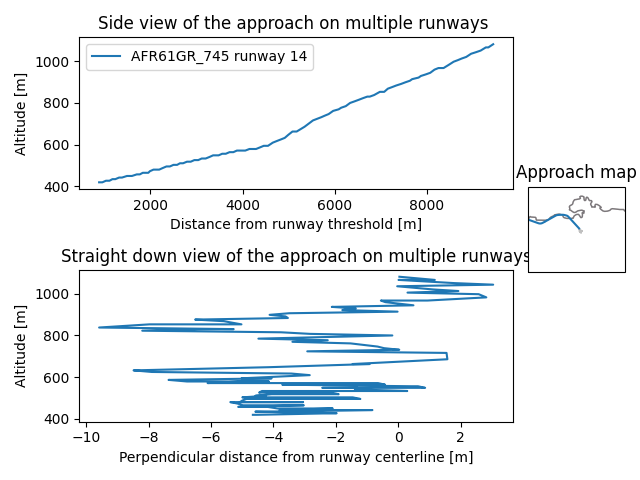 Side view of the approach on multiple runways
1000
800
600
400
Altitude [m]
AFR61GR_745 runway 14
2000
4000
6000
8000
Distance from runway threshold [m]
Approach map
Straight down view of the approach on multiple runways
1000
800
600
400
Altitude [m]
−10
−8
−6
−4
−2
0
2
Perpendicular distance from runway centerline [m]